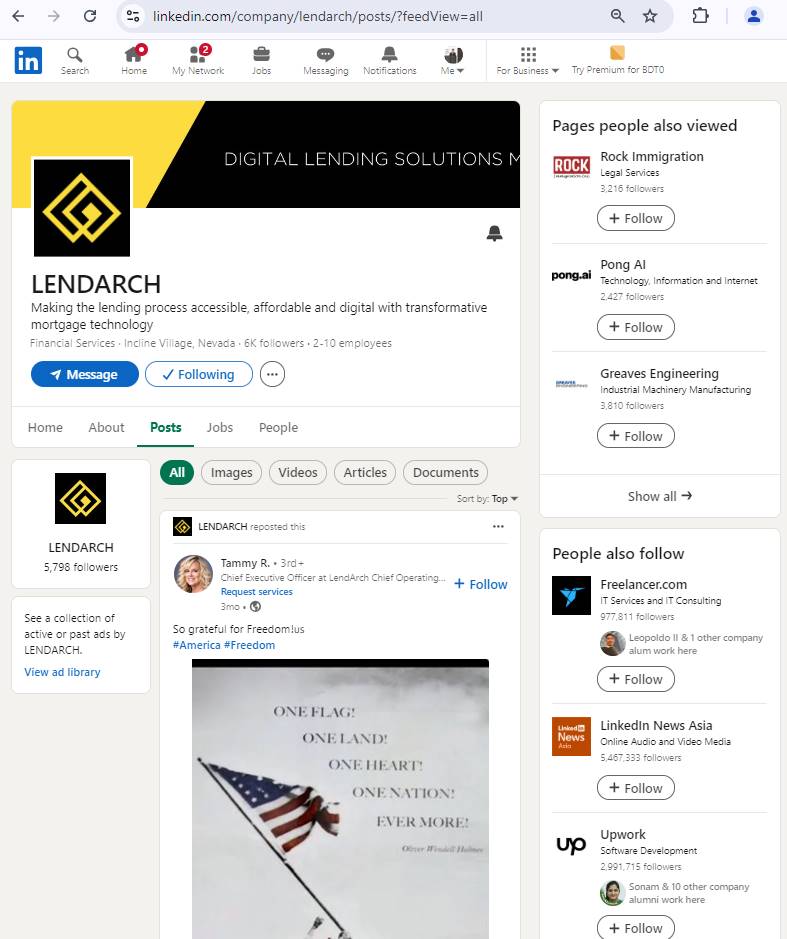 linkedin.com/company/lendarch/posts/?feedView=all
in
Search
Home
2
My Network
Jobs
Messaging
Notifications
Me
For Business
Try Premium for BDT0
DIGITAL LENDING SOLUTIONS M
LENDARCH
Making the lending process accessible, affordable and digital with transformative
mortgage technology
Financial Services · Incline Village, Nevada · 6K followers · 2-10 employees
Message
Following
Home
About
Posts
Jobs
People
LENDARCH
5,798 followers
See a collection of
active or past ads by
LENDARCH.
View ad library
All
Images
Videos
Articles
Documents
Sort by: Top
LENDARCH reposted this
Tammy R. • 3rd+
Chief Executive Officer at LendArch Chief Operating...
Request services
3mo •
+ Follow
So grateful for Freedom!us
#America #Freedom
ONE FLAG!
ONE LAND!
ONE HEART!
ONE NATION!
EVER MORE!
Oliver Wendell Holmes
Pages people also viewed
ROCK
Rock Immigration
Legal Services
3,216 followers
+ Follow
pong.ai
Pong AI
Technology, Information and Internet
2,427 followers
+ Follow
GREAVES
ENGINEERING
Greaves Engineering
Industrial Machinery Manufacturing
3,810 followers
+ Follow
Show all →
People also follow
Freelancer.com
IT Services and IT Consulting
977,811 followers
Leopoldo II & 1 other company
alum work here
+ Follow
Linked in
News
Asia
LinkedIn News Asia
Online Audio and Video Media
5,467,333 followers
+ Follow
up
Upwork
Software Development
2,991,715 followers
Sonam & 10 other company
alumni work here
+ Follow